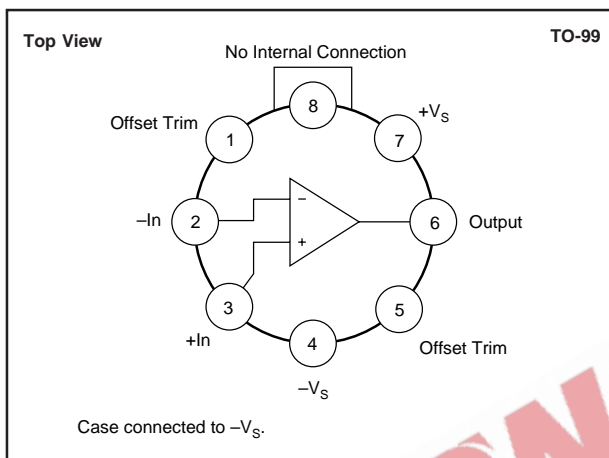 Top View
TO-99
No Internal Connection
8
+VS
7
Offset Trim
1
–In
2
–
+
6
Output
3
+In
5
Offset Trim
4
–VS
Case connected to –VS.